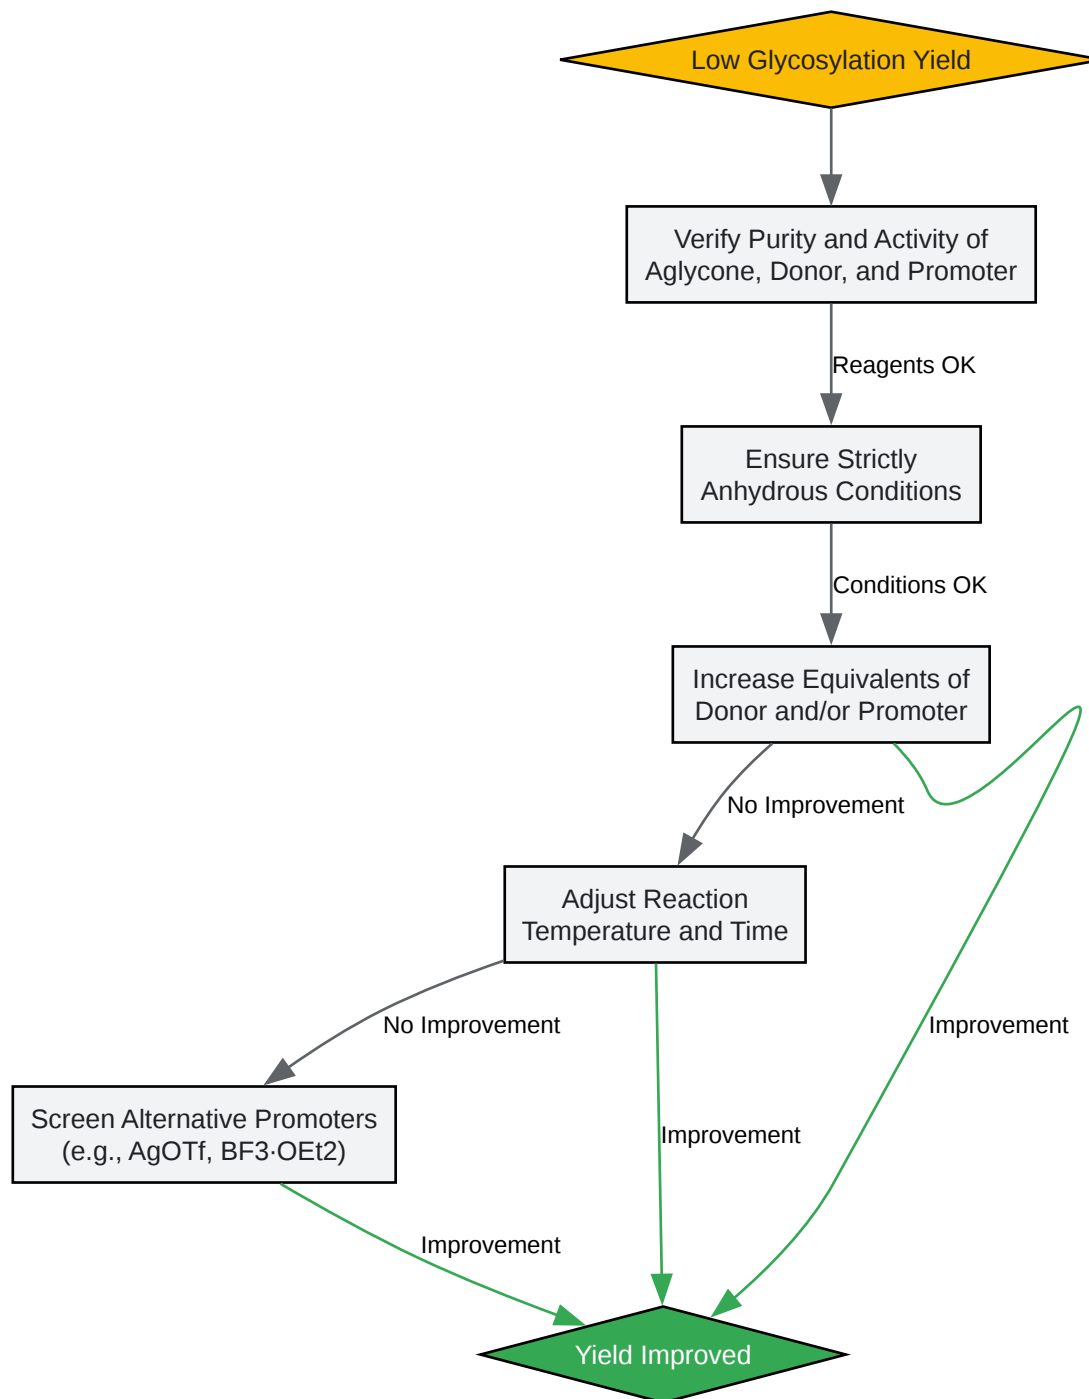 Low Glycosylation Yield
Verify Purity and Activity of
Aglycone, Donor, and Promoter
Reagents OK
Ensure Strictly
Anhydrous Conditions
Conditions OK
Increase Equivalents of
Donor and/or Promoter
No Improvement
Adjust Reaction
Temperature and Time
No Improvement
Improvement
Screen Alternative Promoters
(e.g., AgOTf, BF3·OEt2)
Improvement
Improvement
Yield Improved